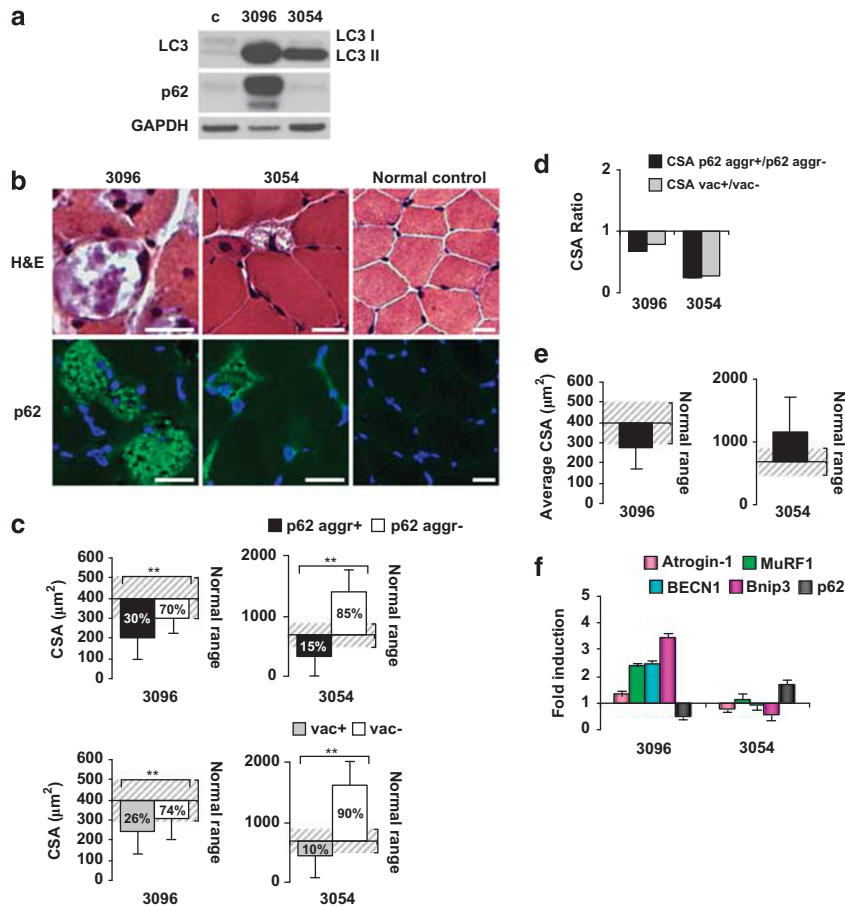 a
c 3096 3054
LC3
LC3 I
LC3 II
p62
GAPDH
b
3096 3054 Normal control
H&E
p62
c
p62 aggr+ p62 aggr-
CSA (μm²)
600
500
400
300
200
100
0
**
30%
70%
3096
2000
1000
0
**
15%
85%
3054
Normal range
vac+ vac-
CSA (μm²)
600
500
400
300
200
100
0
**
26%
74%
Normal range
3096
2000
1000
0
**
10%
90%
Normal range
3054
d
CSA p62 aggr+/p62 aggr-
CSA vac+/vac-
CSA Ratio
2
1
0
3096 3054
e
Average CSA (μm²)
600
500
400
300
200
100
0
Normal range
3096
2000
1000
0
Normal range
3054
f
Atrogin-1 MuRF1
BECN1 Bnip3 p62
Fold induction
5
4
3
2
1
0
1
3096 3054